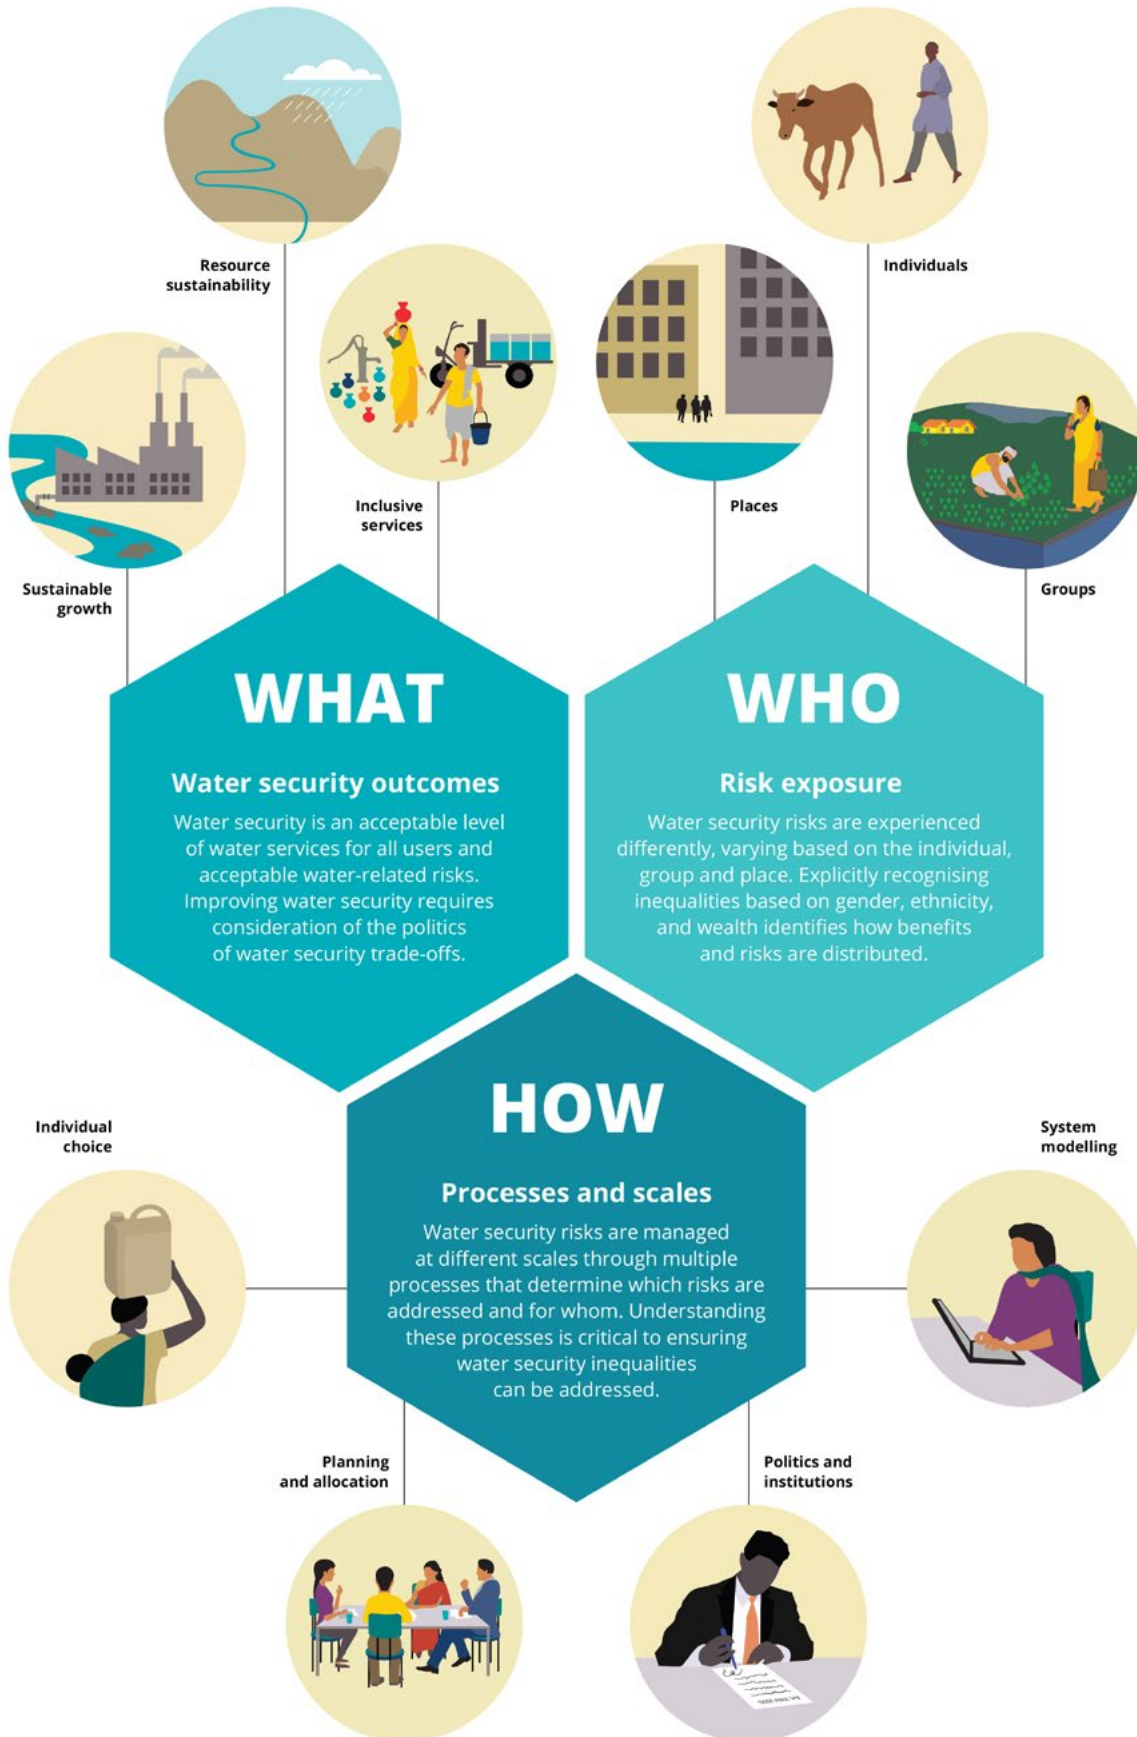 Resource
sustainability
Individuals
Inclusive
services
Places
Sustainable
growth
Groups
WHAT
Water security outcomes
Water security is an acceptable level
of water services for all users and
acceptable water-related risks.
Improving water security requires
consideration of the politics
of water security trade-offs.
WHO
Risk exposure
Water security risks are experienced
differently, varying based on the individual,
group and place. Explicitly recognising
inequalities based on gender, ethnicity,
and wealth identifies how benefits
and risks are distributed.
HOW
Processes and scales
Water security risks are managed
at different scales through multiple
processes that determine which risks are
addressed and for whom. Understanding
these processes is critical to ensuring
water security inequalities
can be addressed.
Individual
choice
System
modelling
Planning
and allocation
Politics and
institutions